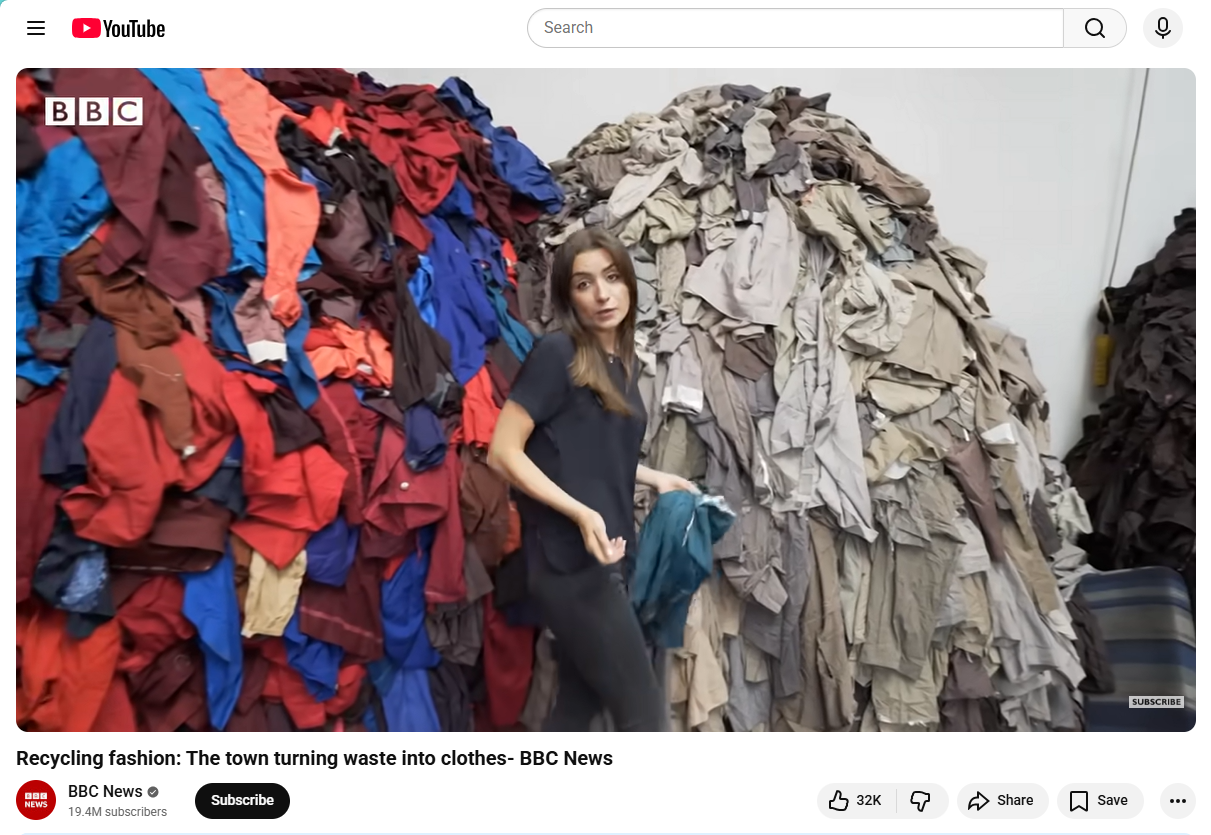 YouTube
Search
BBC
SUBSCRIBE
Recycling fashion: The town turning waste into clothes- BBC News
BBC NEWS
BBC News
19.4M subscribers
Subscribe
32K
Share
Save